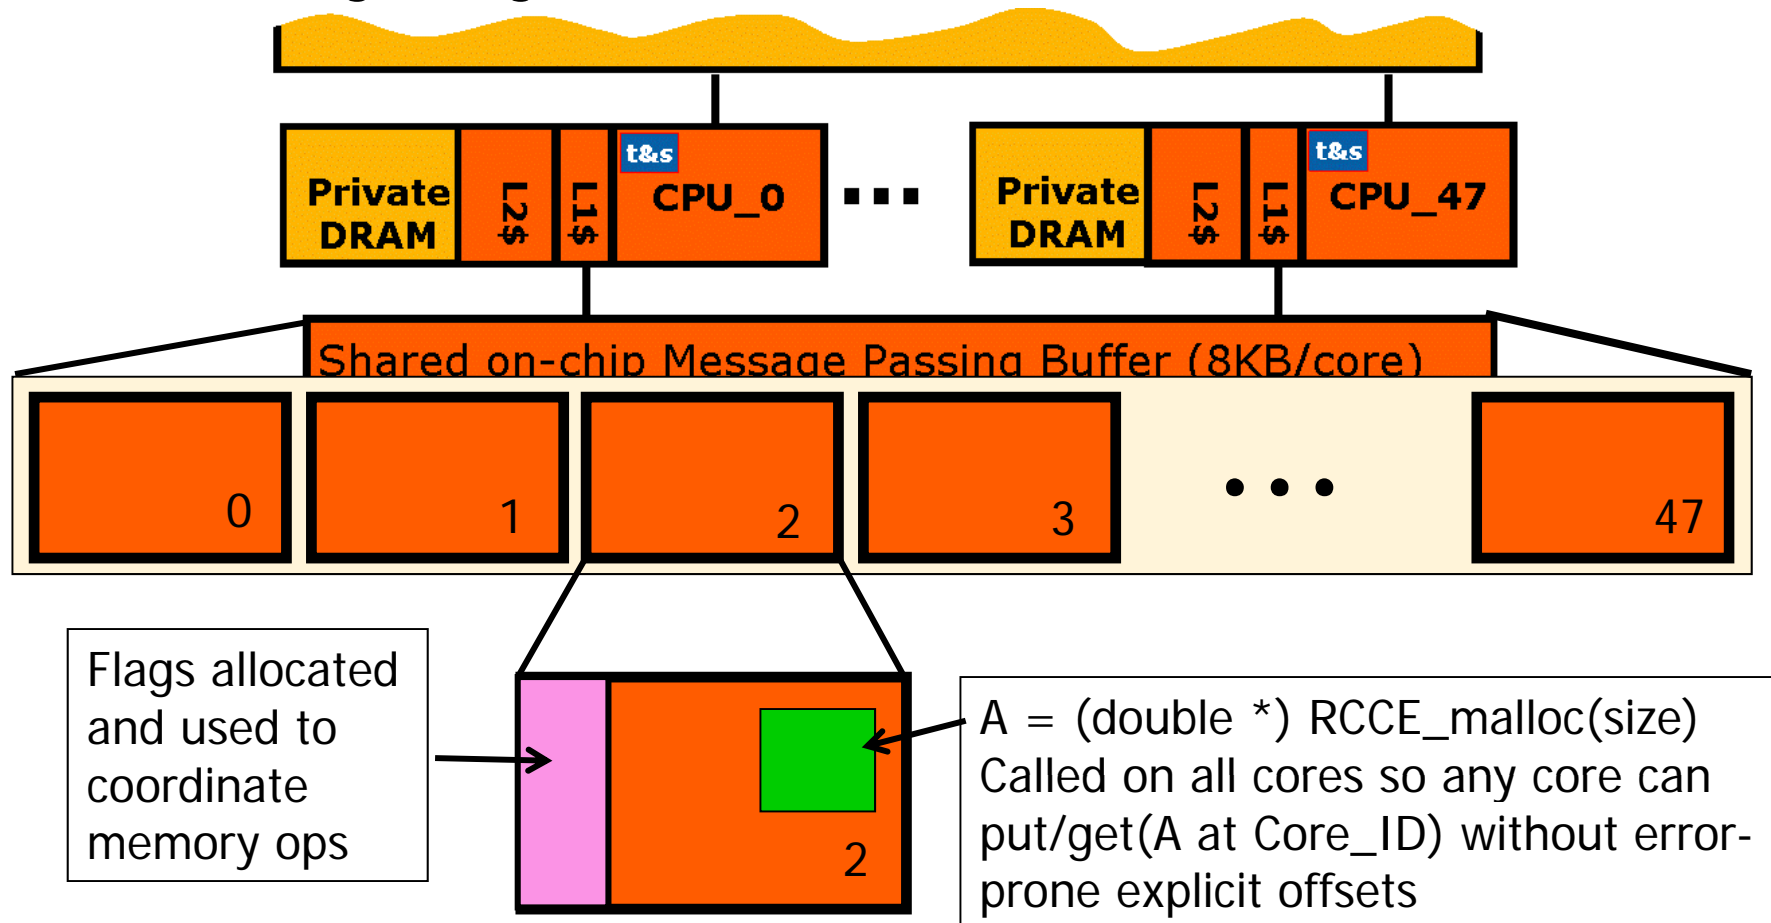 t&s
t&s
Private
DRAM
L2$
L1$
CPU_0
...
Private
DRAM
L2$
L1$
CPU_47
Shared on-chip Message Passing Buffer (8KB/core)
0
1
2
3
...
47
Flags allocated
and used to
coordinate
memory ops
2
A = (double *) RCCE_malloc(size)
Called on all cores so any core can
put/get(A at Core_ID) without error-
prone explicit offsets